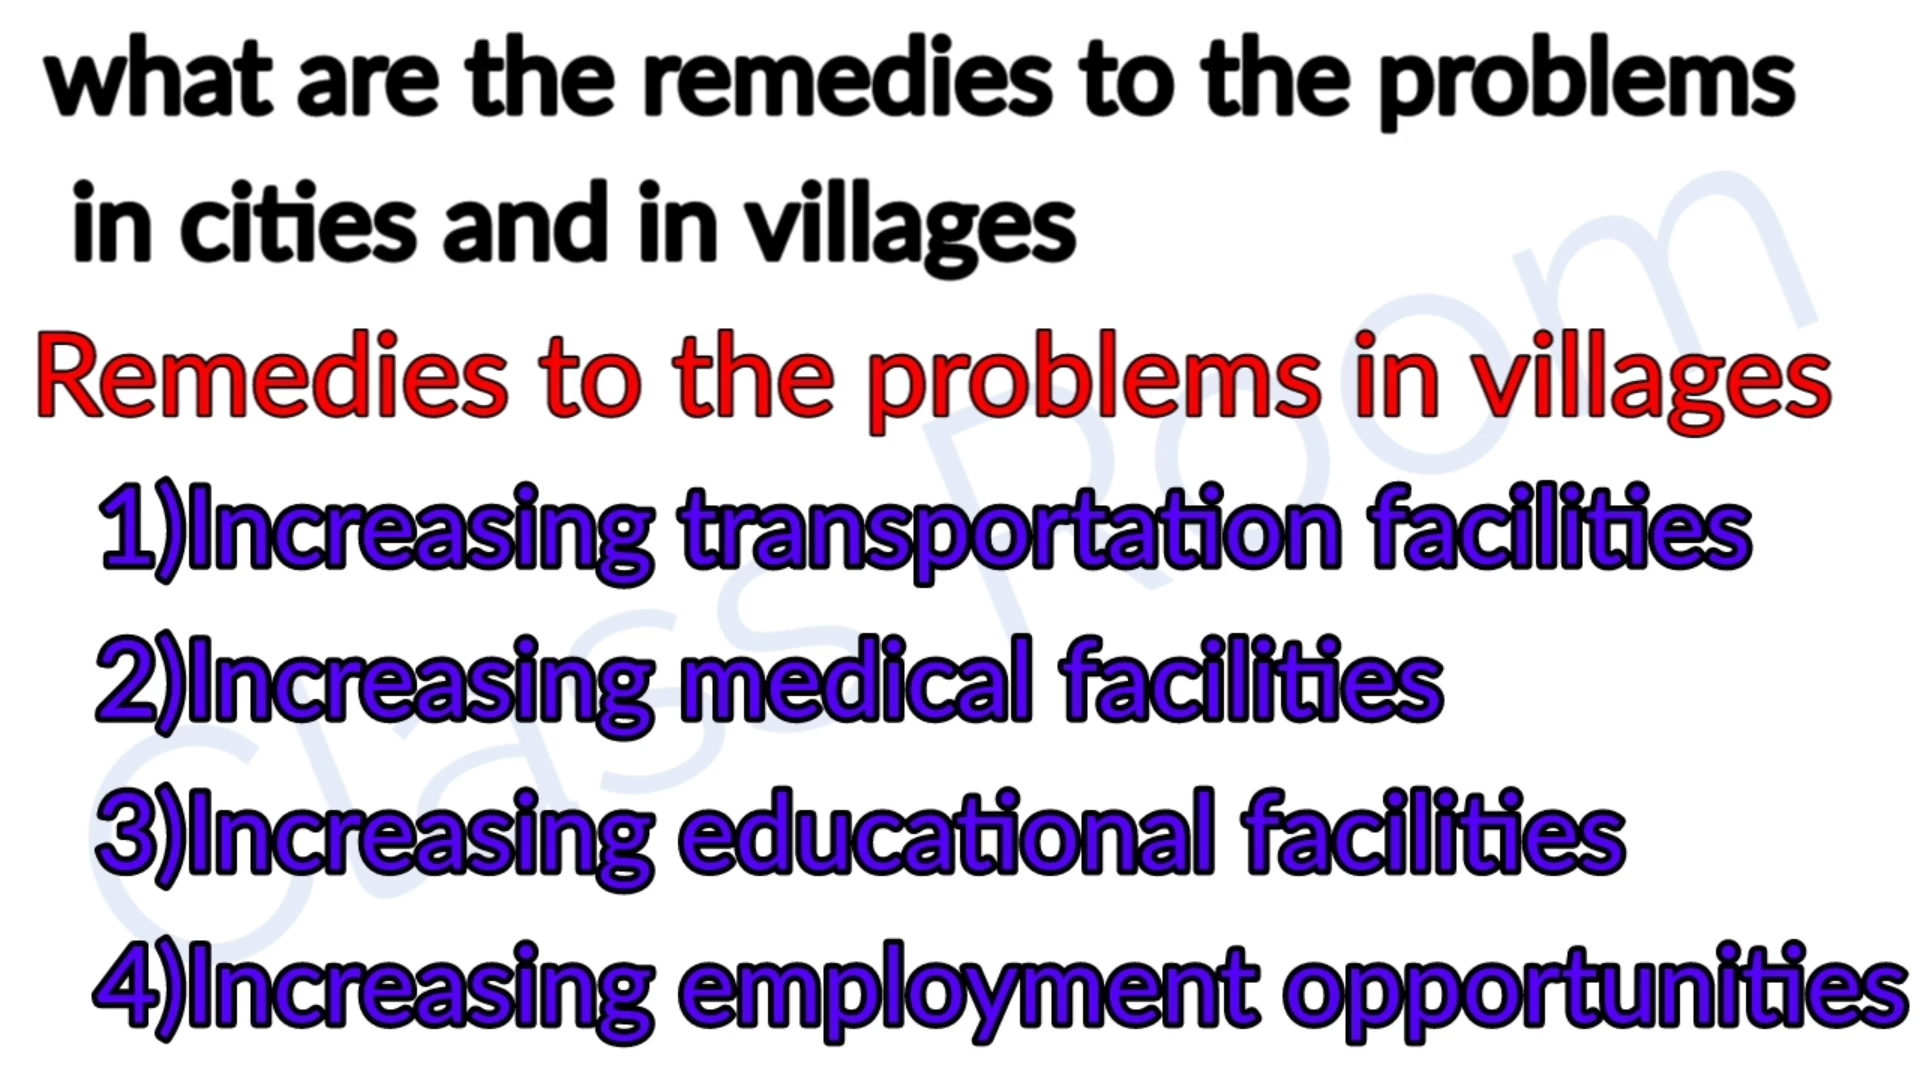 what are the remedies to the problems
in cities and in villages
Remedies to the problems in villages
1)Increasing transportation facilities
2)Increasing medical facilities
3)Increasing educational facilities
4)Increasing employment opportunities
Class Room